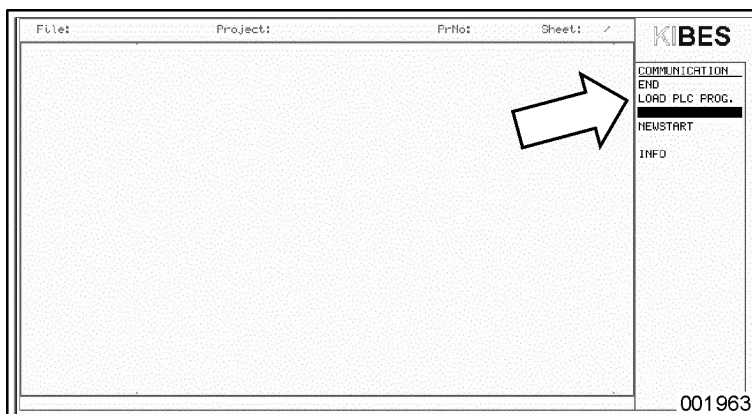 File: Project: PrNo: Sheet: /
KIBES
COMMUNICATION
END
LOAD PLC PROG.
NEWSTART
INFO
001963